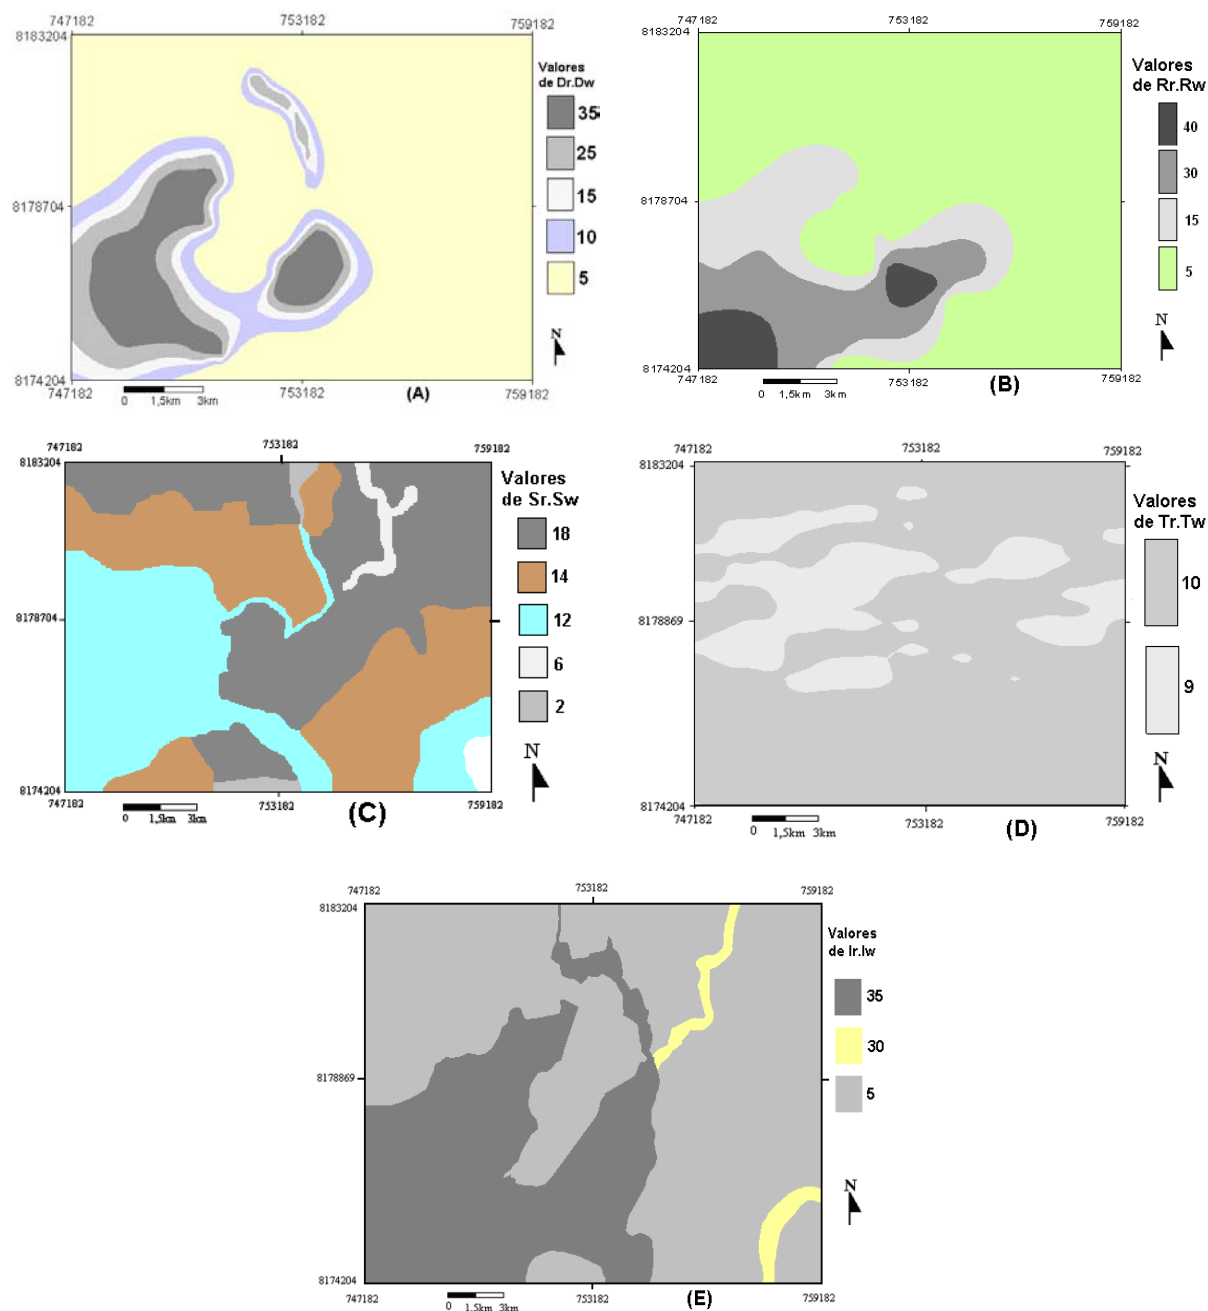 747182 753182 759182
8183204
Valores
de Dr.Dw
35
25
15
10
5
8178704
N
8174204
747182 753182 759182
0 1,5km 3km
(A)
747182 753182 759182
8183204
Valores
de Rr.Rw
40
30
15
5
8178704
N
8174204
747182 753182 759182
0 1,5km 3km
(B)
747182 753182 759182
8183204
Valores
de Sr.Sw
18
14
12
6
2
8178704
N
8174204
747182 753182 759182
0 1,5km 3km
(C)
747182 753182 759182
8183204
Valores
de Tr.Tw
10
9
8178869
N
8174204
747182 753182 759182
0 1,5km 3km
(D)
747182 753182 759182
8183204
Valores
de Ir.Iw
35
30
5
8178869
N
8174204
747182 753182 759182
0 1,5km 3km
(E)